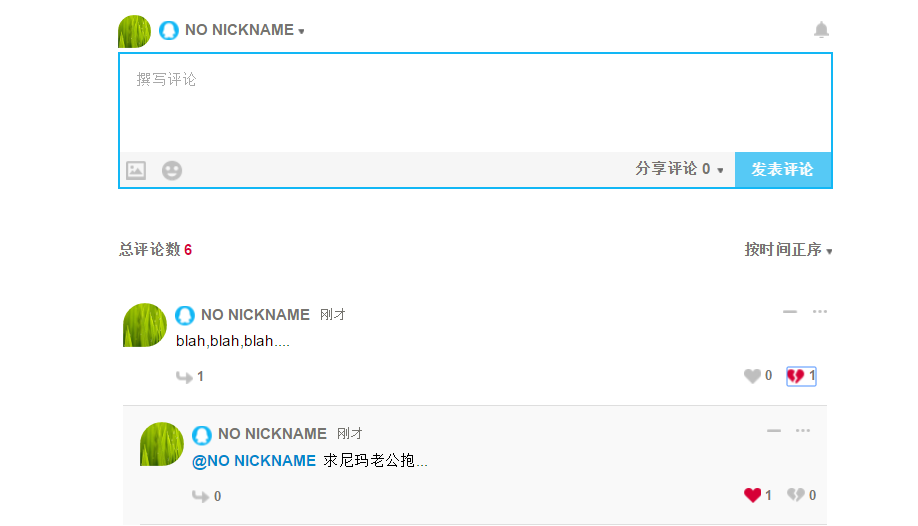 NO NICKNAME
撰写评论
分享评论 0 发表评论
总评论数 6 按时间正序
NO NICKNAME 刚才
blah,blah,blah....
1 0 1
NO NICKNAME 刚才
@NO NICKNAME 求尼玛老公抱...
0 1 0